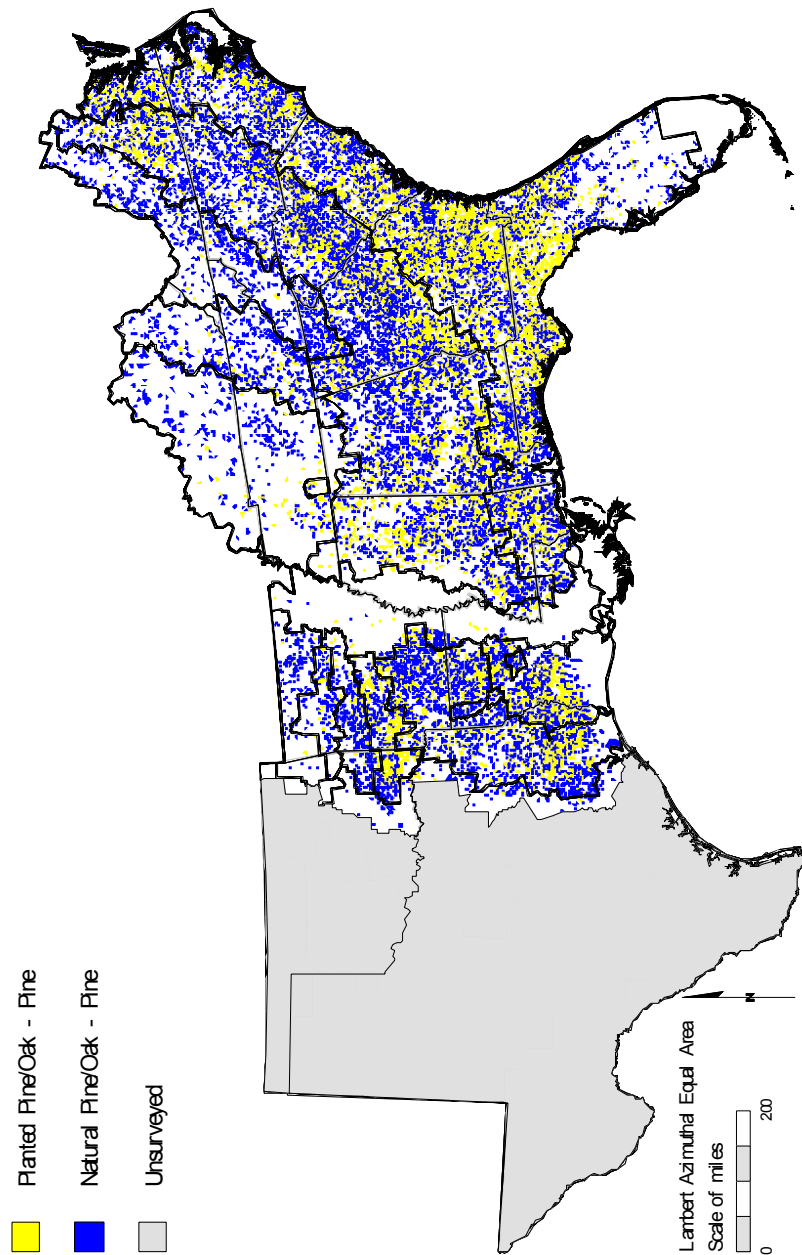 Planted Pine/Oak - Pine
Natural Pine/Oak - Pine
Unsurveyed
N
Lambert Azimuthal Equal Area
Scale of miles
0 200